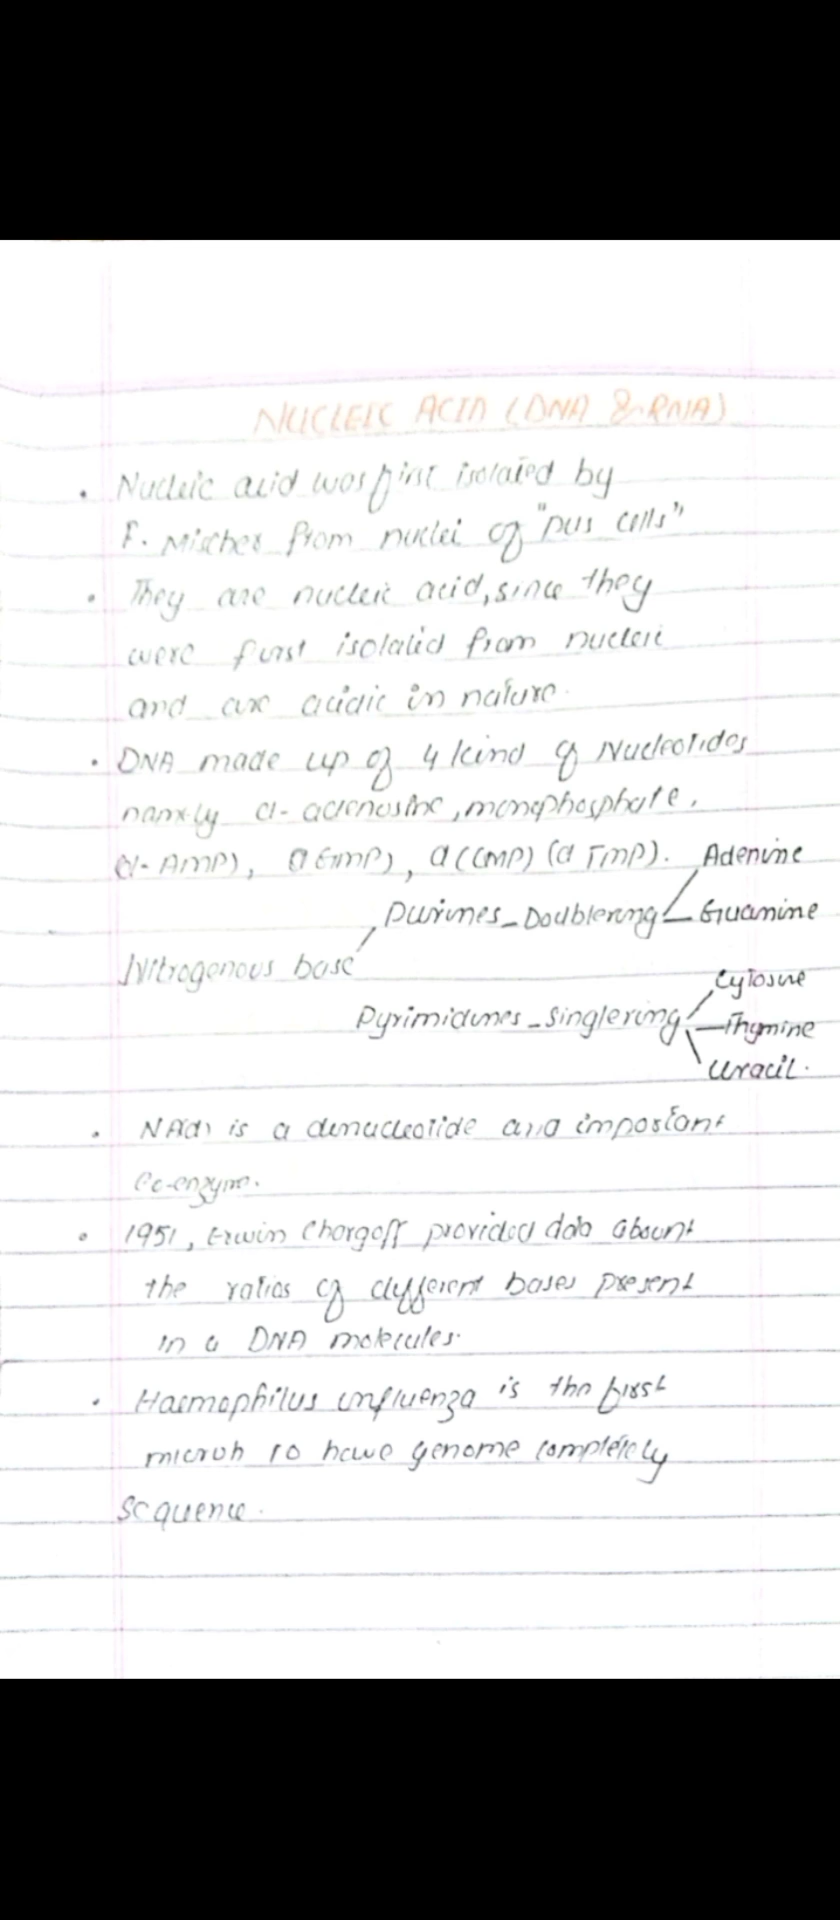 NUCLEIC ACID (DNA & RNA)
• Nucleic acid was first isolated by
F. Mischer from nuclei of "pus cells"
• They are nucleic acid, since they
were first isolated from nucleic
and are acidic in nature.
• DNA made up of 4 kind of Nucleotides
namely d-adenosine, monophosphate,
(d-AMP), (d GMP), d(CMP) (d TMP). Adenine
Purines - Doublering Guanine
Nitrogenous base
Cytosine
Pyrimidines - Singlering Thymine
Uracil.
• NAD is a dinucleotide and important
Co-enzyme.
• 1951, Erwin Chargoff provided data about
the ratios of different bases present
in a DNA molecules.
• Haemophilus influenza is the first
to have genome completely
Sequence.